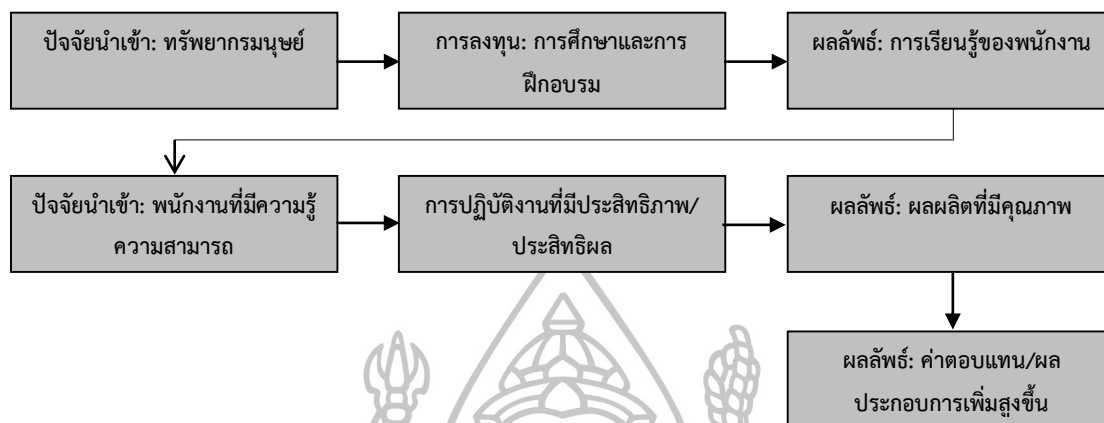 ปัจจัยนำเข้า: ทรัพยากรมนุษย์
การลงทุน: การศึกษาและการ
ฝึกอบรม
ผลลัพธ์: การเรียนรู้ของพนักงาน
ปัจจัยนำเข้า: พนักงานที่มีความรู้
ความสามารถ
การปฏิบัติงานที่มีประสิทธิภาพ/
ประสิทธิผล
ผลลัพธ์: ผลผลิตที่มีคุณภาพ
ผลลัพธ์: ค่าตอบแทน/ผล
ประกอบการเพิ่มสูงขึ้น